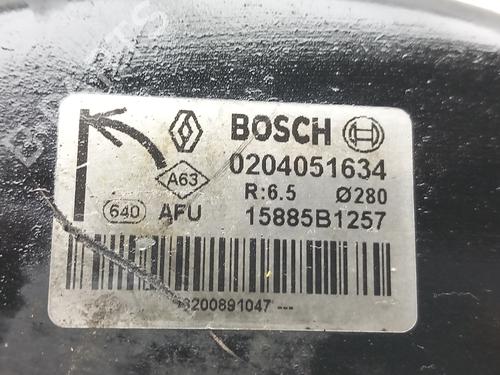 BOSCH
0204051634
A63
R:6.5 Ø280
640 AFU 15885B1257
8200891047 ---